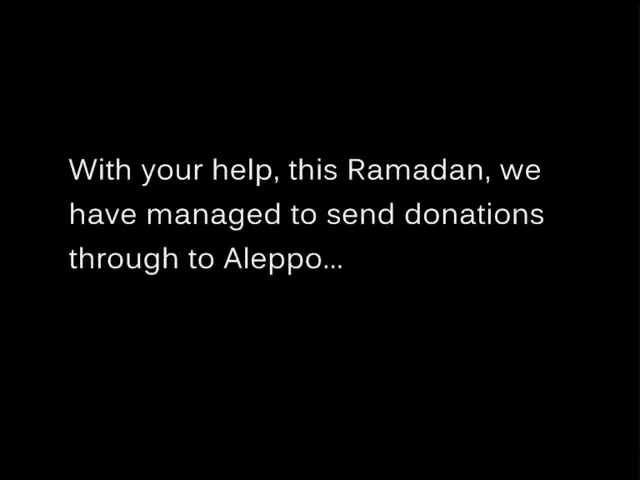 With your help, this Ramadan, we
have managed to send donations
through to Aleppo...